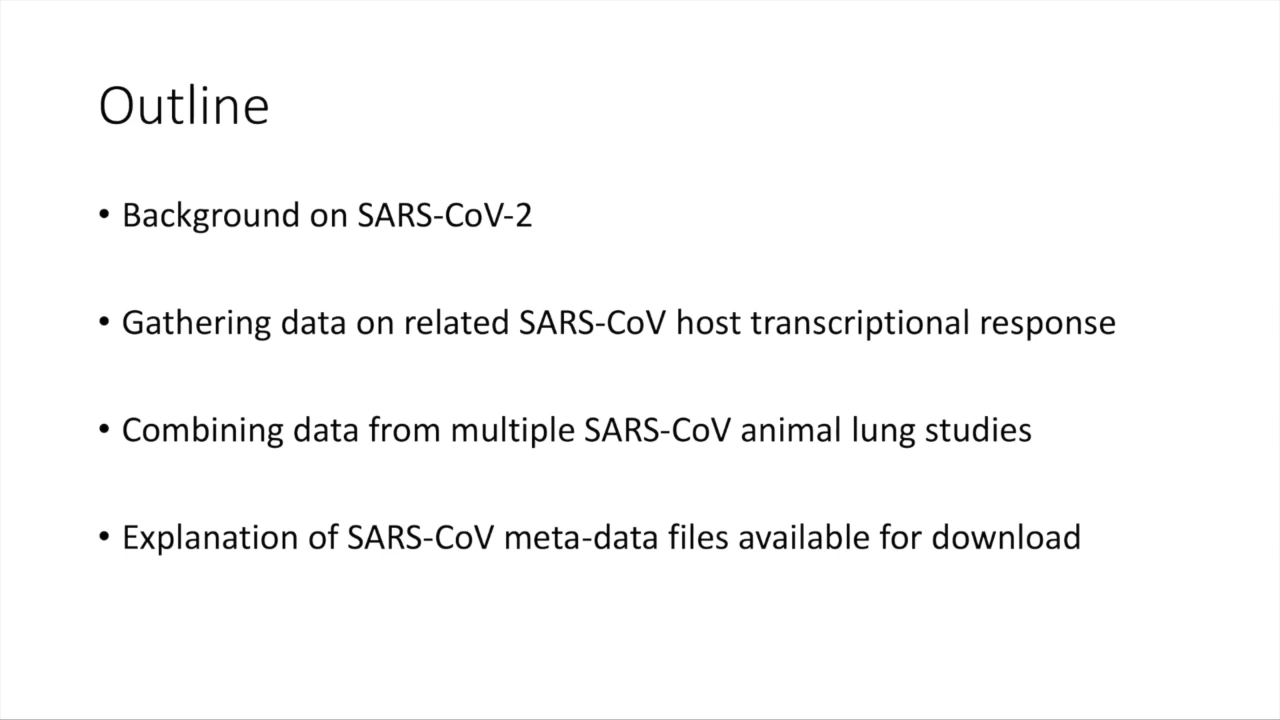 Outline
• Background on SARS-CoV-2
• Gathering data on related SARS-CoV host transcriptional response
• Combining data from multiple SARS-CoV animal lung studies
• Explanation of SARS-CoV meta-data files available for download